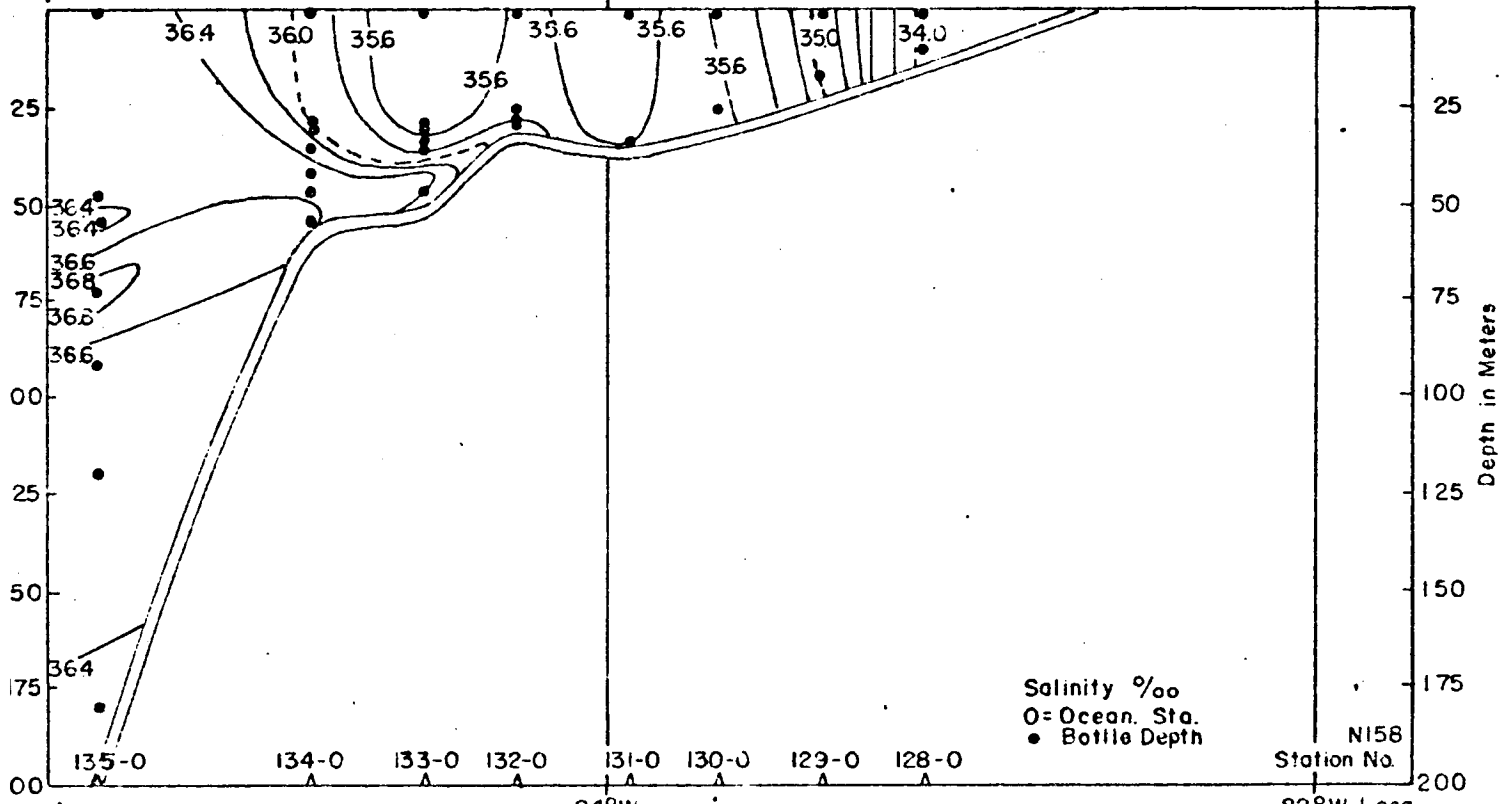 36.4 36.0 35.6 35.6 35.6 35.0 34.0
35.6 35.6
25 25
50 50
36.4
36.4
36.6
36.8
75 75
36.8
36.6
00 100
25 125
Depth in Meters
50 150
36.4
175 175
Salinity ‰
O=Ocean. Sta.
● Bottle Depth
N158
135-0 134-0 133-0 132-0 131-0 130-0 129-0 128-0 Station No.
00 200